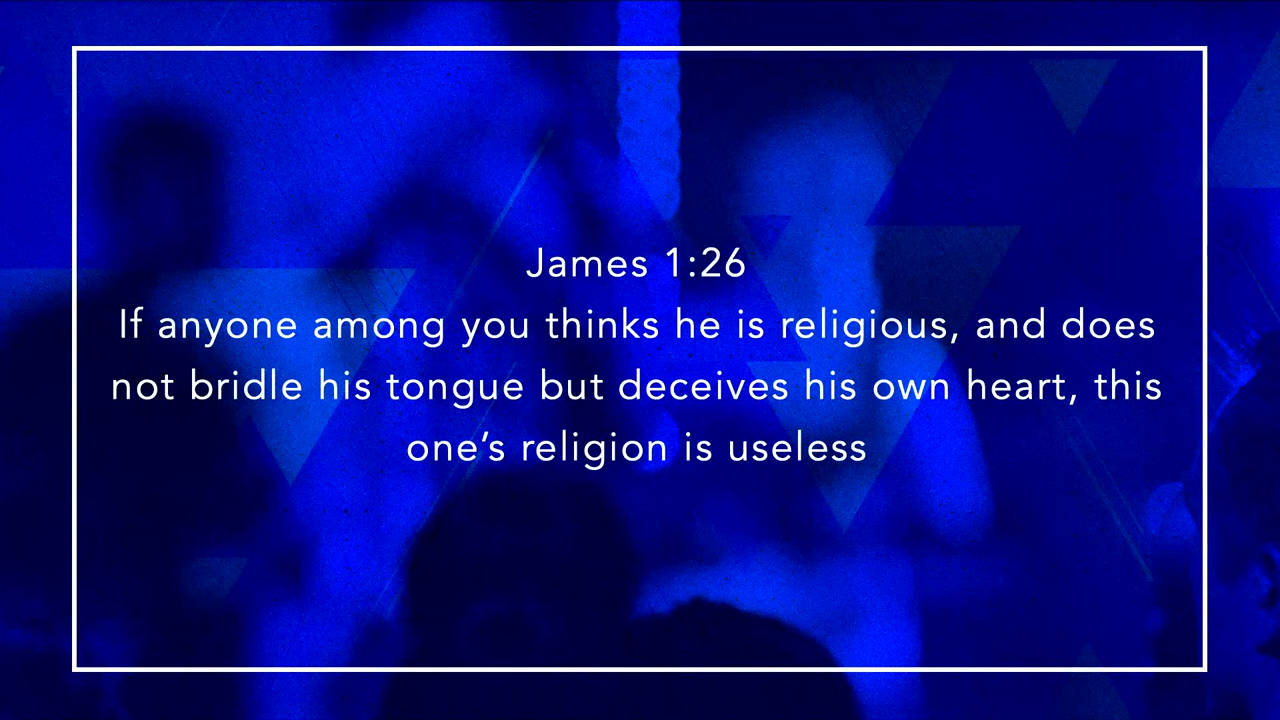 James 1:26
If anyone among you thinks he is religious, and does
not bridle his tongue but deceives his own heart, this
one’s religion is useless